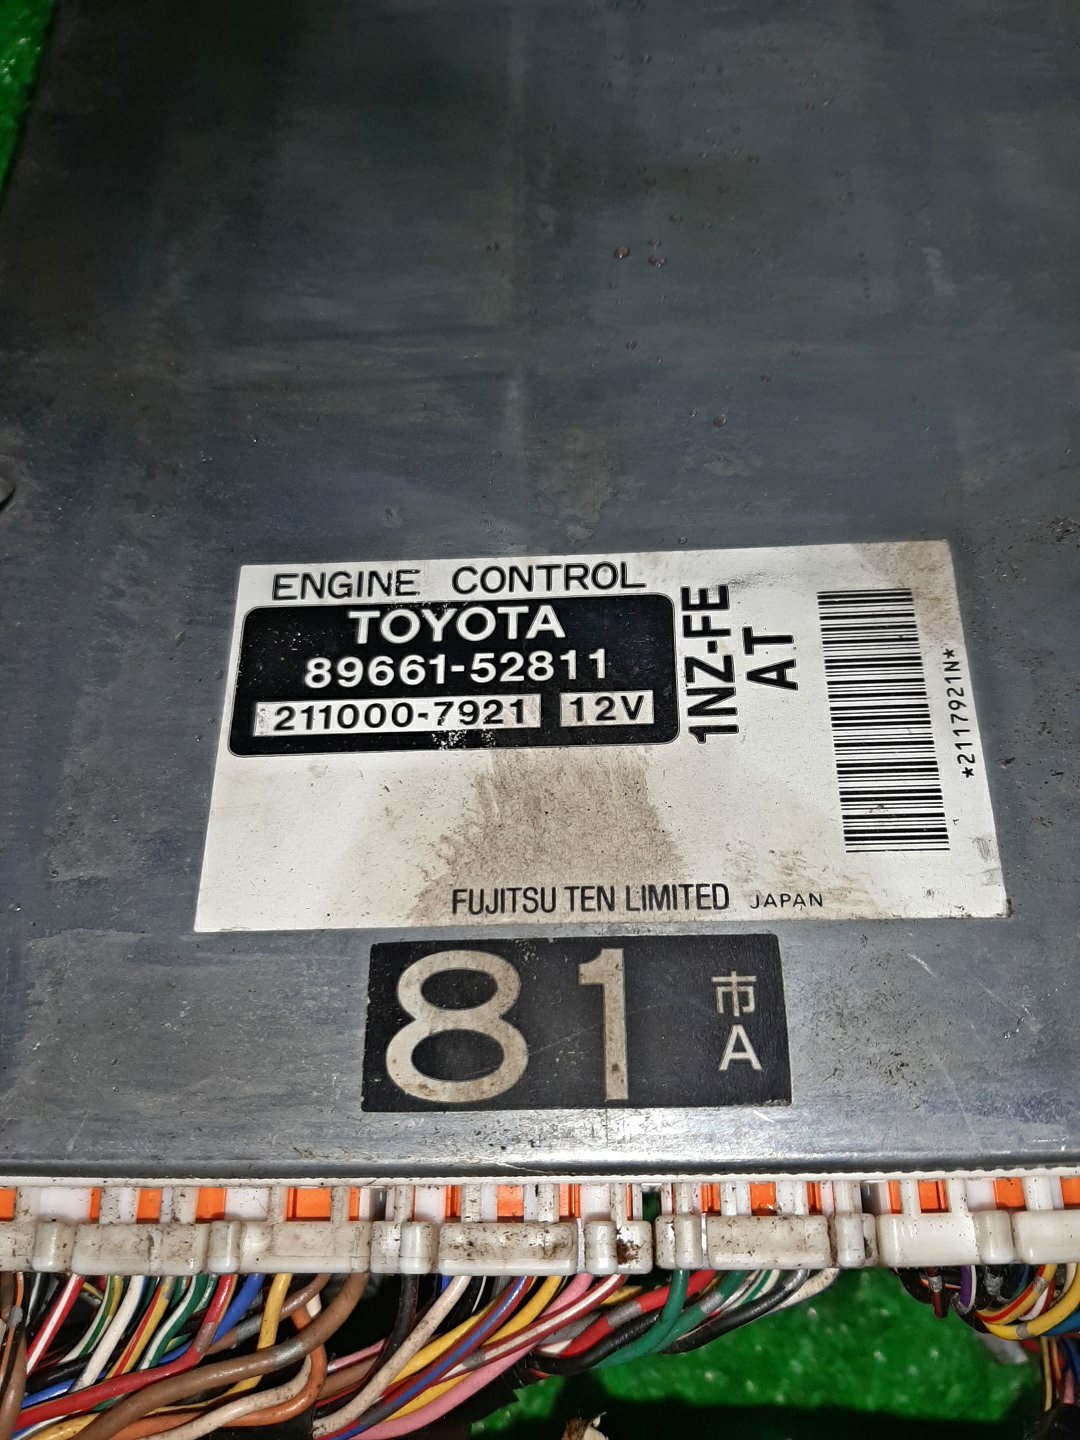 ENGINE CONTROL
TOYOTA
89661-52811
211000-7921 12V
1NZ-FE
AT
*2117921N*
FUJITSU TEN LIMITED JAPAN
81 市
A